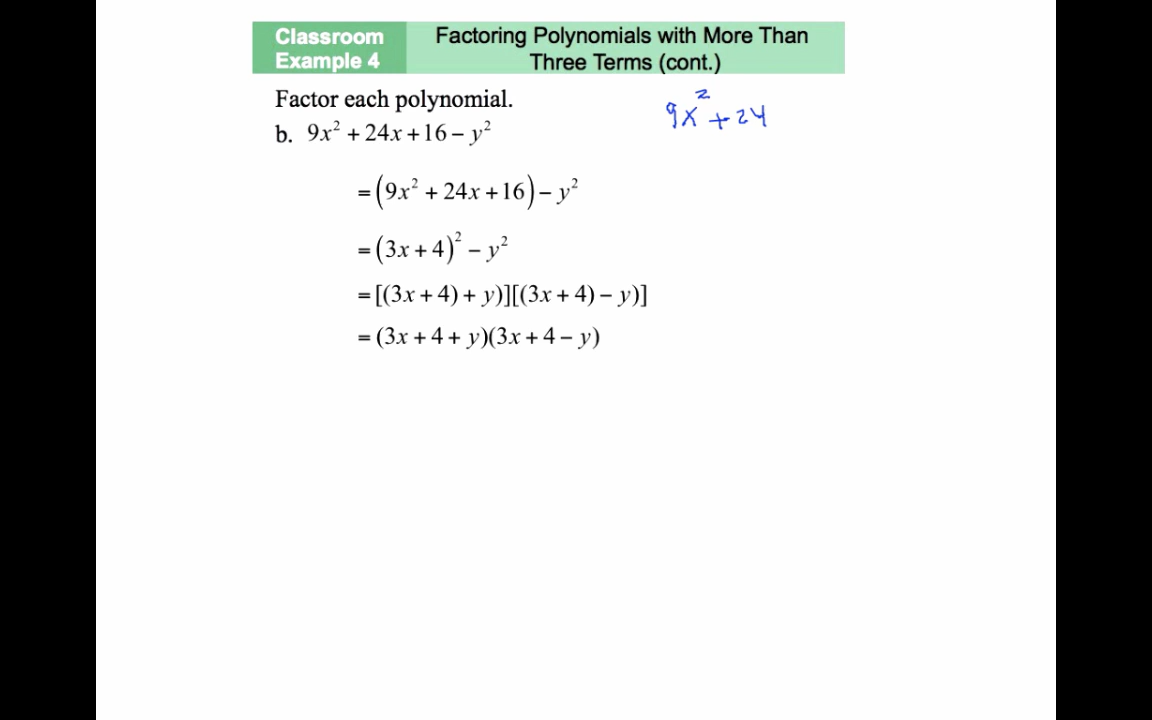 Classroom Example 4
Factoring Polynomials with More Than Three Terms (cont.)
Factor each polynomial.
9x² + 24
b. 9x² + 24x + 16 − y²
= (9x² + 24x + 16) − y²
= (3x + 4)² − y²
= [(3x + 4) + y)][(3x + 4) − y)]
= (3x + 4 + y)(3x + 4 − y)